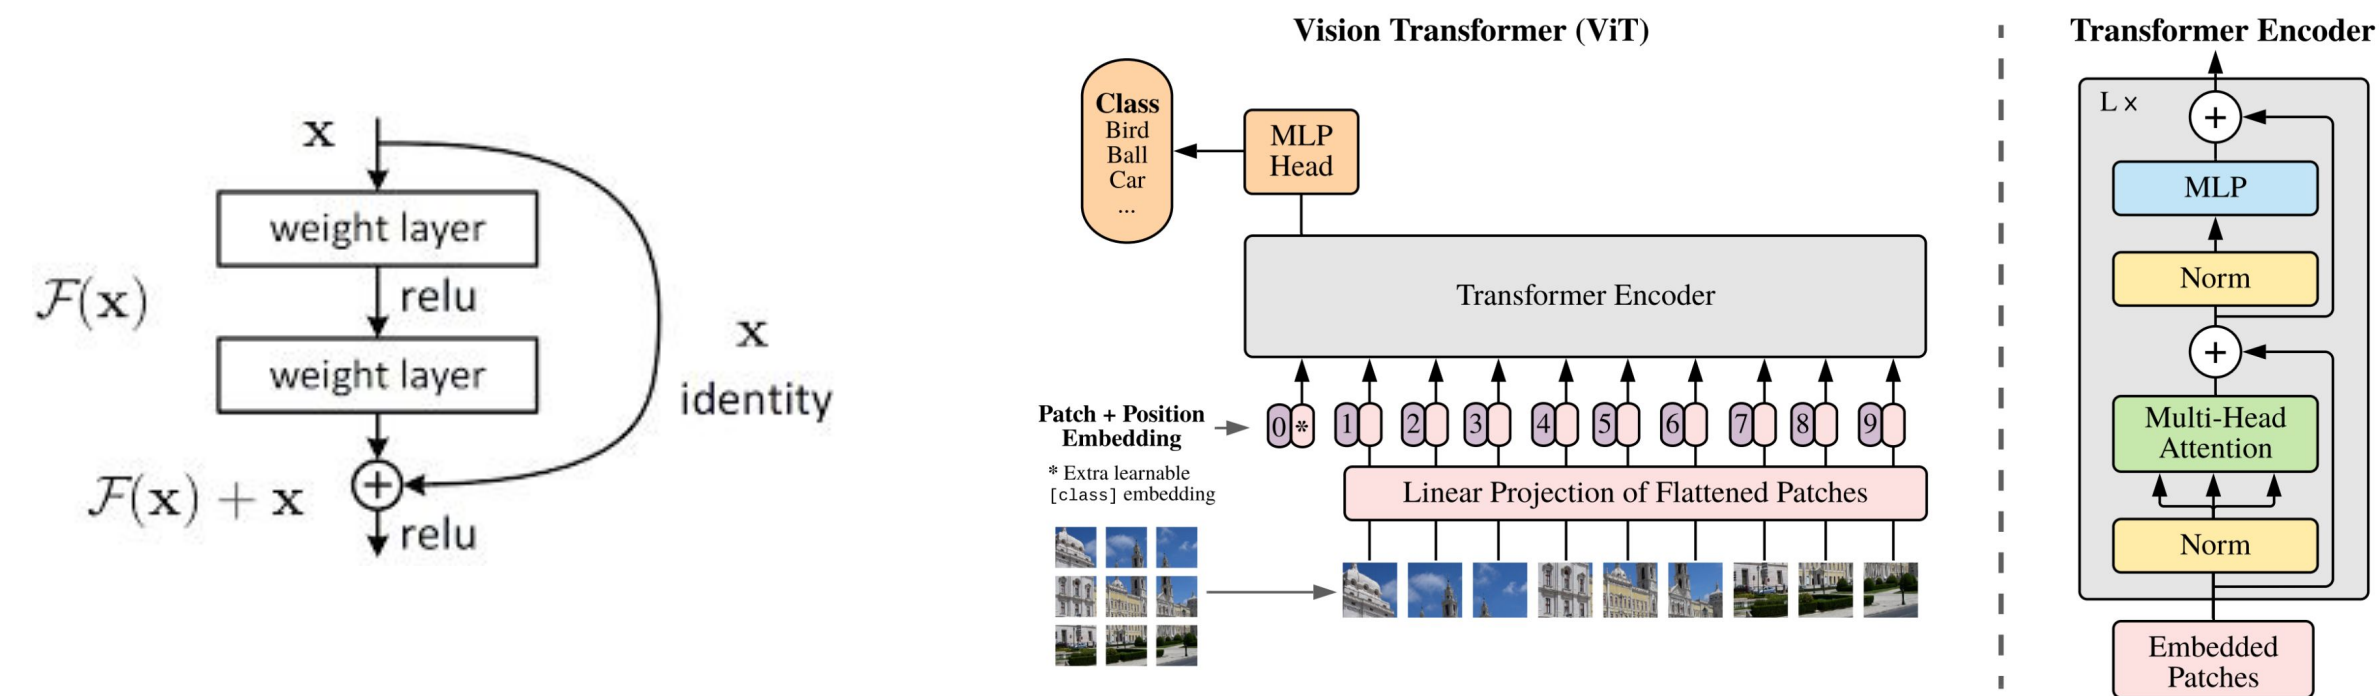 x
weight layer
F(x)
relu
weight layer
x
identity
F(x) + x
relu
Vision Transformer (ViT)
Class
Bird
Ball
Car
...
MLP
Head
Transformer Encoder
Patch + Position
Embedding
0 * 1 2 3 4 5 6 7 8 9
* Extra learnable
[class] embedding
Linear Projection of Flattened Patches
Transformer Encoder
L ×
+
MLP
Norm
+
Multi-Head
Attention
Norm
Embedded
Patches